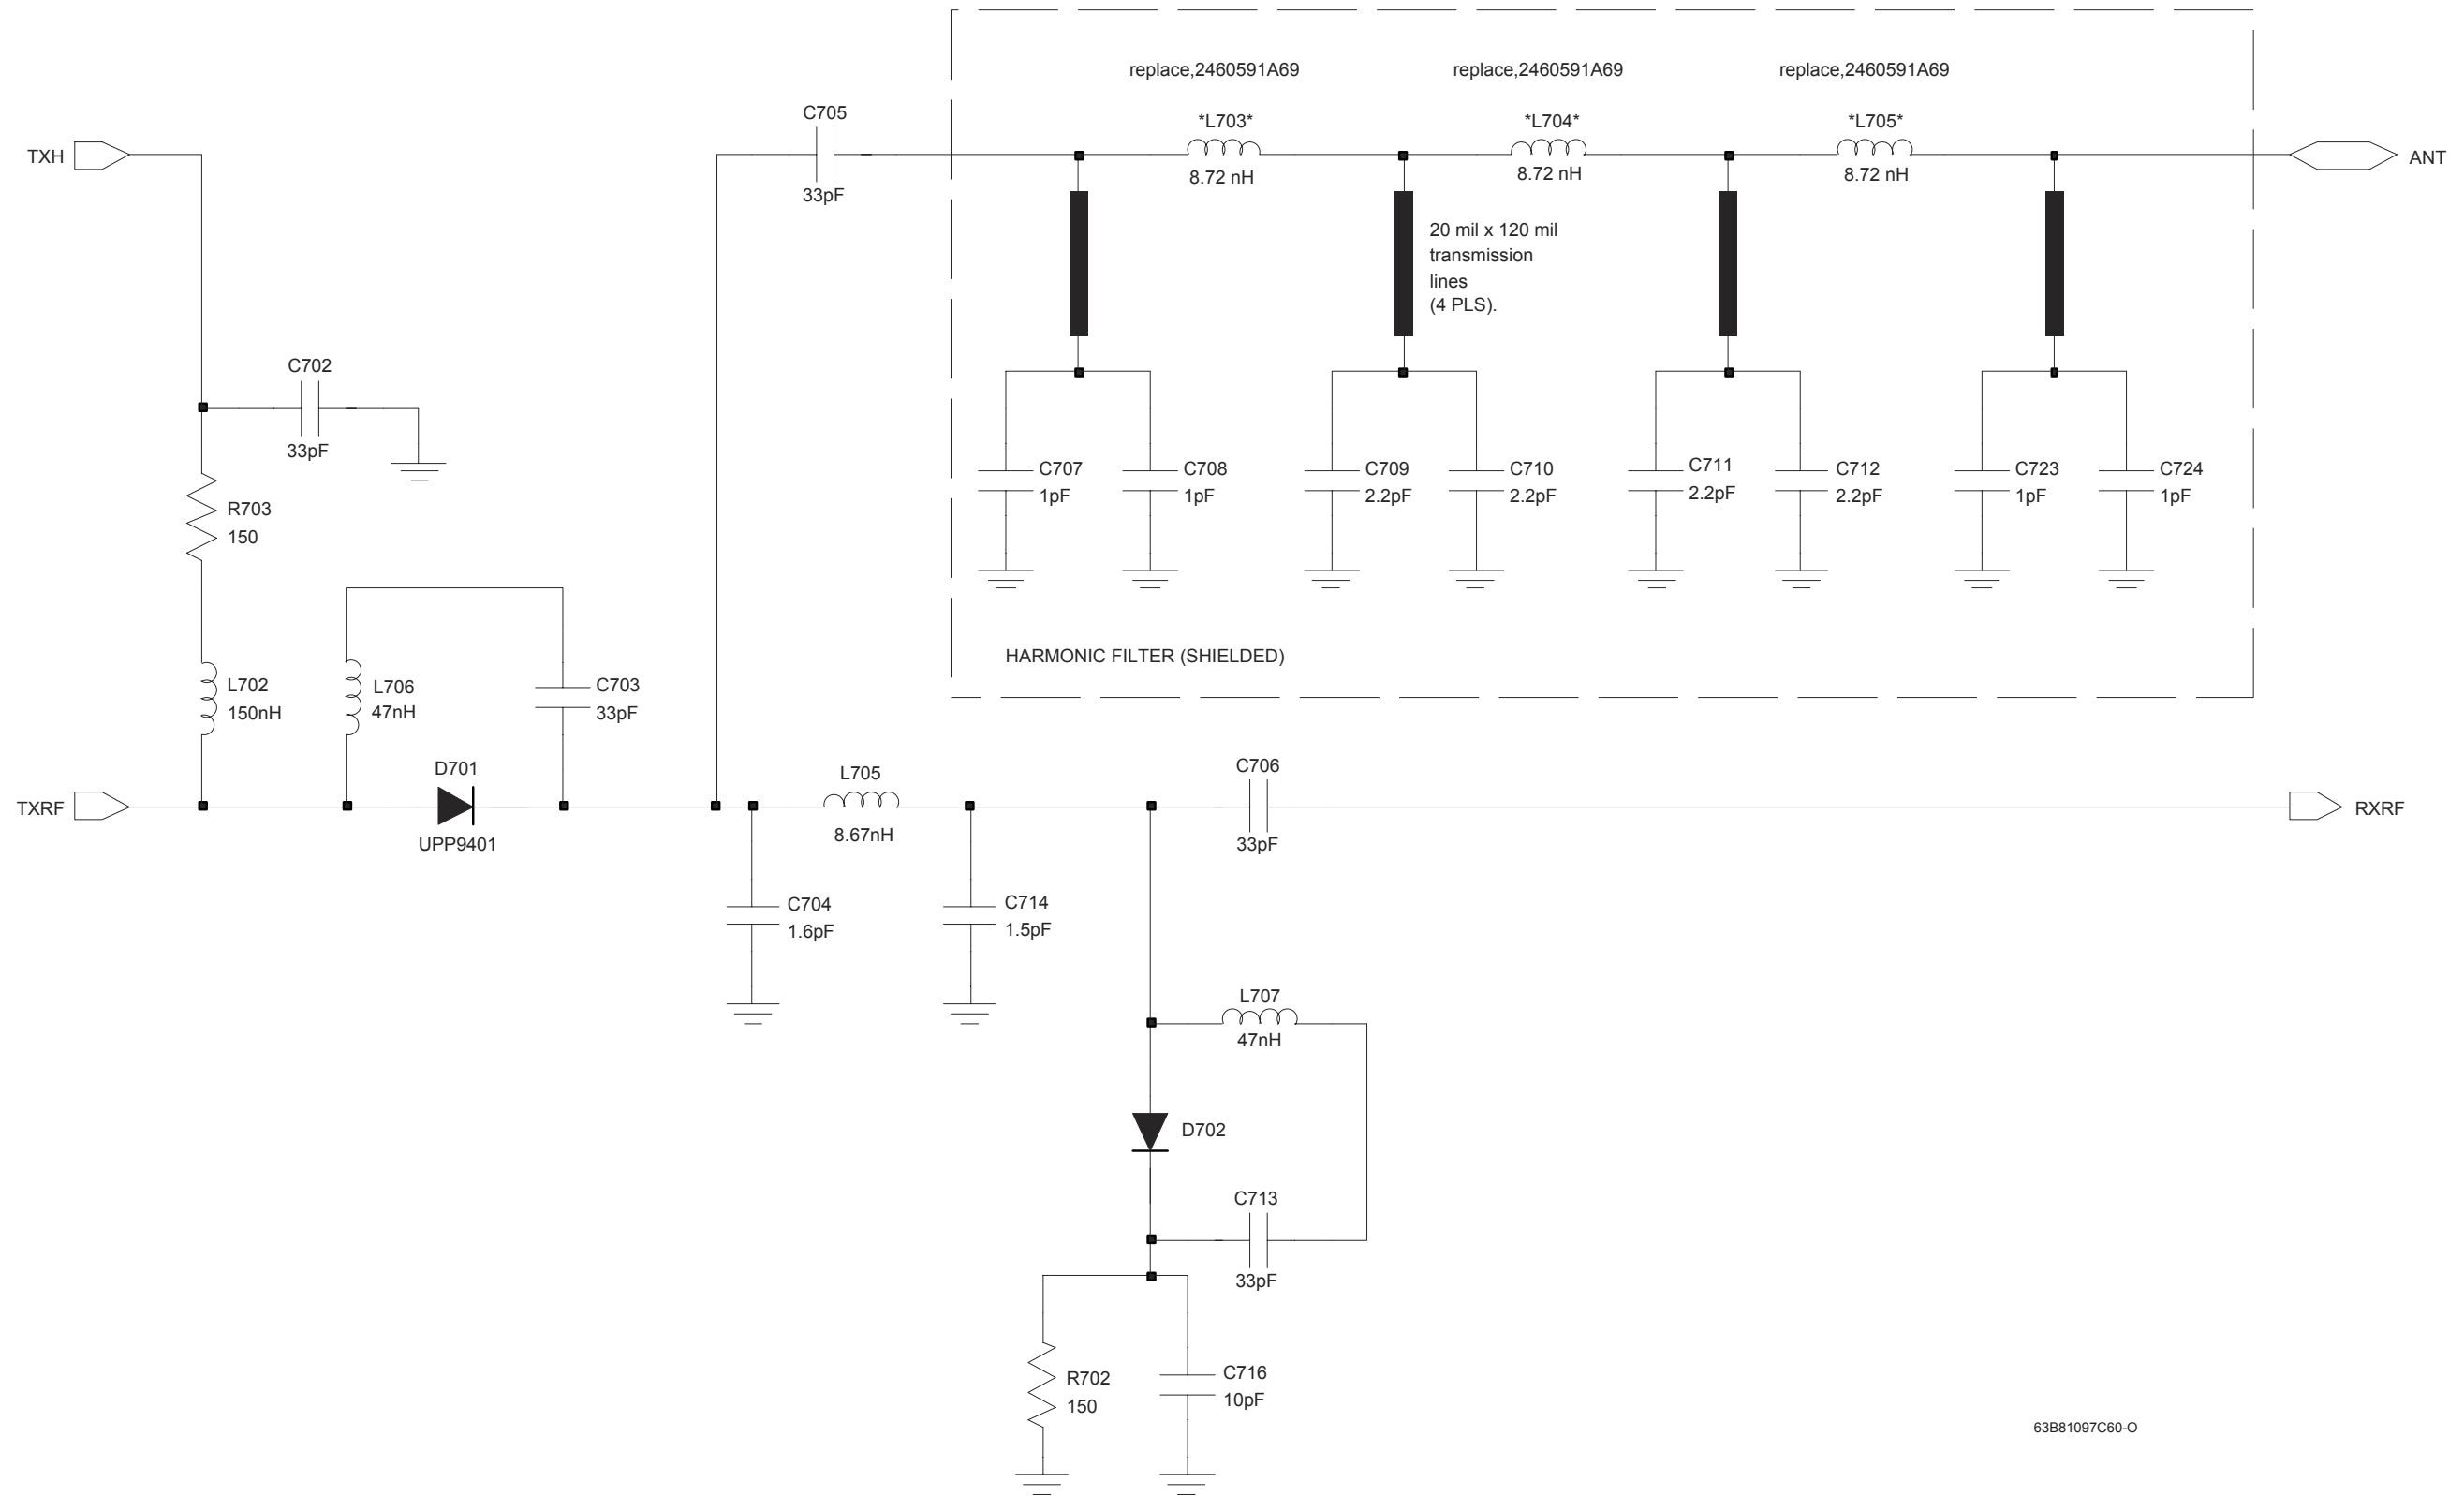 replace,2460591A69
replace,2460591A69
replace,2460591A69
C705
33pF
*L703*
8.72 nH
*L704*
8.72 nH
*L705*
8.72 nH
TXH
ANT
20 mil x 120 mil
transmission
lines
(4 PLS).
C702
33pF
C707
1pF
C708
1pF
C709
2.2pF
C710
2.2pF
C711
2.2pF
C712
2.2pF
C723
1pF
C724
1pF
R703
150
HARMONIC FILTER (SHIELDED)
L702
150nH
L706
47nH
C703
33pF
TXRF
D701
UPP9401
L705
8.67nH
C706
33pF
RXRF
C704
1.6pF
C714
1.5pF
L707
47nH
D702
C713
33pF
R702
150
C716
10pF
63B81097C60-O